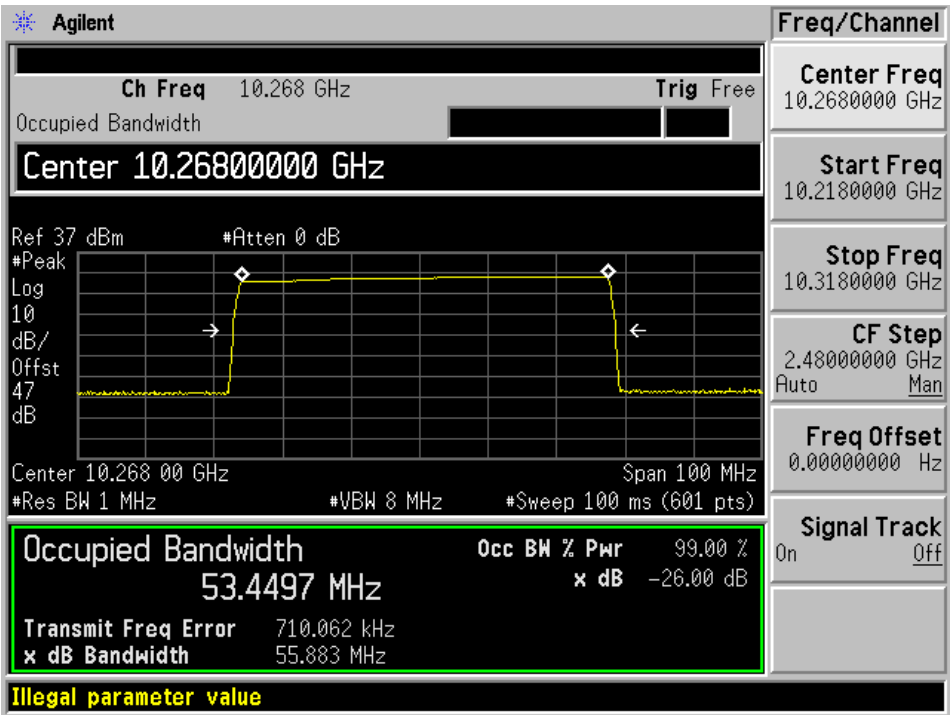 Agilent
Freq/Channel
Ch Freq 10.268 GHz Trig Free
Occupied Bandwidth
Center 10.26800000 GHz
Ref 37 dBm #Atten 0 dB
#Peak
Log
10
dB/
Offst
47
dB
Center 10.268 00 GHz Span 100 MHz
#Res BW 1 MHz #VBW 8 MHz #Sweep 100 ms (601 pts)
Occupied Bandwidth Occ BW % Pwr 99.00 %
53.4497 MHz x dB -26.00 dB
Transmit Freq Error 710.062 kHz
x dB Bandwidth 55.883 MHz
Illegal parameter value
Center Freq
10.2680000 GHz
Start Freq
10.2180000 GHz
Stop Freq
10.3180000 GHz
CF Step
2.48000000 GHz
Auto Man
Freq Offset
0.00000000 Hz
Signal Track
On Off